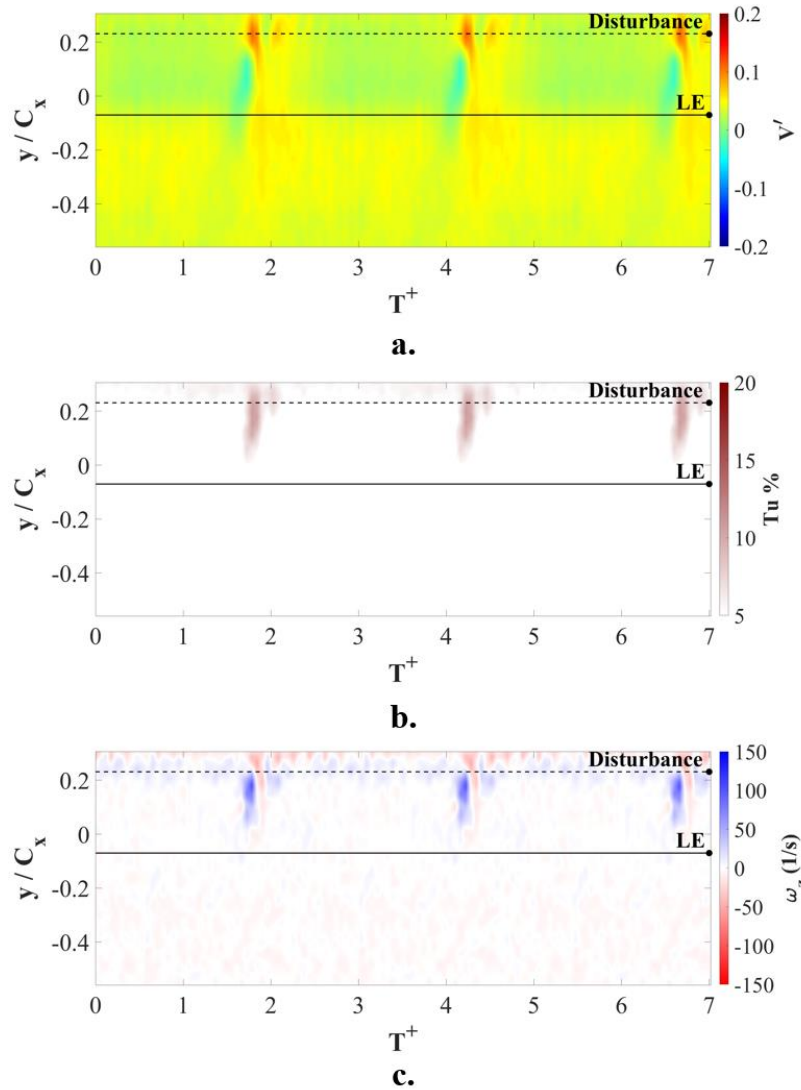 Disturbance
LE
0.2
0
-0.2
-0.4
y / Cx
0 1 2 3 4 5 6 7
T+
0.2
0.1
0
-0.1
-0.2
V'
a.
Disturbance
LE
0.2
0
-0.2
-0.4
y / Cx
0 1 2 3 4 5 6 7
T+
20
15
10
5
Tu %
b.
Disturbance
LE
0.2
0
-0.2
-0.4
y / Cx
0 1 2 3 4 5 6 7
T+
150
100
50
0
-50
-100
-150
ωz (1/s)
c.